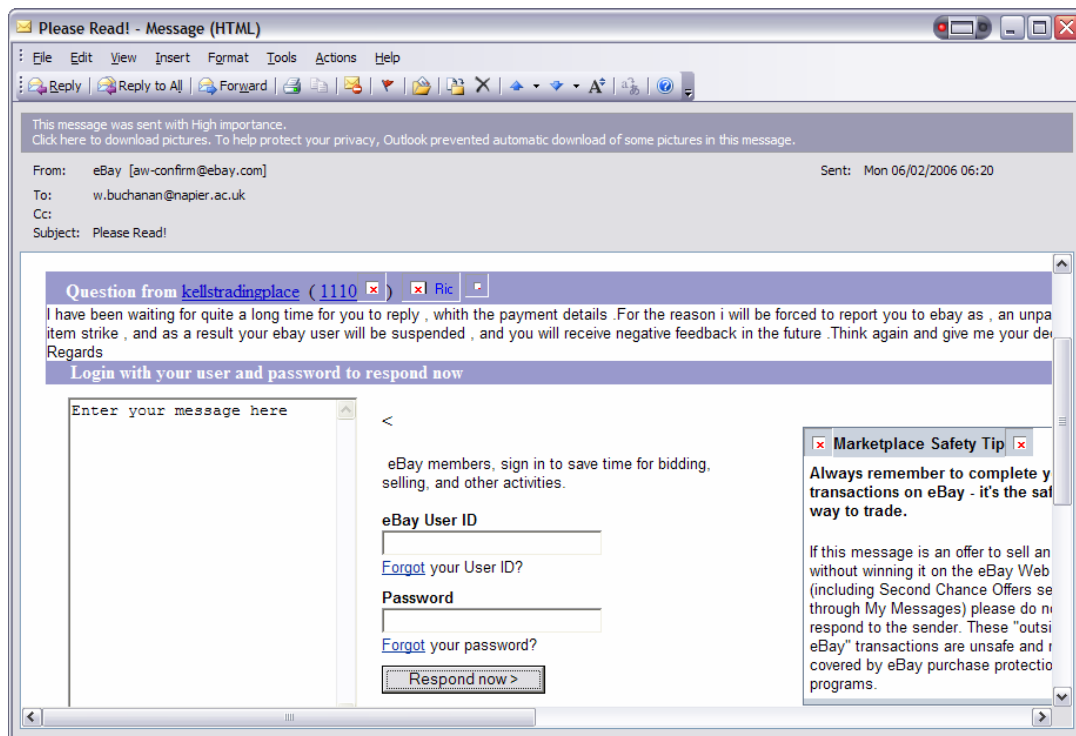 Please Read! - Message (HTML)
File Edit View Insert Format Tools Actions Help
Reply Reply to All Forward
This message was sent with High importance.
Click here to download pictures. To help protect your privacy, Outlook prevented automatic download of some pictures in this message.
From: eBay [aw-confirm@ebay.com] Sent: Mon 06/02/2006 06:20
To: w.buchanan@napier.ac.uk
Cc:
Subject: Please Read!
Question from kellstradingplace ( 1110 ) Ric
I have been waiting for quite a long time for you to reply , whith the payment details .For the reason i will be forced to report you to ebay as , an unpa
item strike , and as a result your ebay user will be suspended , and you will receive negative feedback in the future .Think again and give me your de
Regards
Login with your user and password to respond now
Enter your message here
<
eBay members, sign in to save time for bidding,
selling, and other activities.
eBay User ID
Forgot your User ID?
Password
Forgot your password?
Respond now >
Marketplace Safety Tip
Always remember to complete y
transactions on eBay - it's the saf
way to trade.
If this message is an offer to sell an
without winning it on the eBay Web
(including Second Chance Offers se
through My Messages) please do n
respond to the sender. These "outsi
eBay" transactions are unsafe and
covered by eBay purchase protectio
programs.